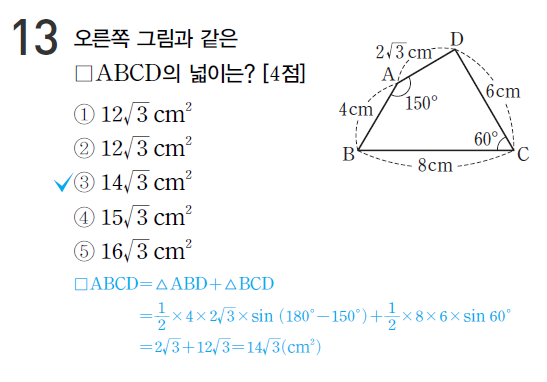 13 오른쪽 그림과 같은
□ABCD의 넓이는? [4점]
① 12√3 cm²
② 12√3 cm²
③ 14√3 cm²
④ 15√3 cm²
⑤ 16√3 cm²
2√3 cm
D
A
4cm
150°
6cm
60°
B
C
8cm
□ABCD=△ABD+△BCD
=1/2×4×2√3×sin (180°-150°)+1/2×8×6×sin 60°
=2√3+12√3=14√3(cm²)